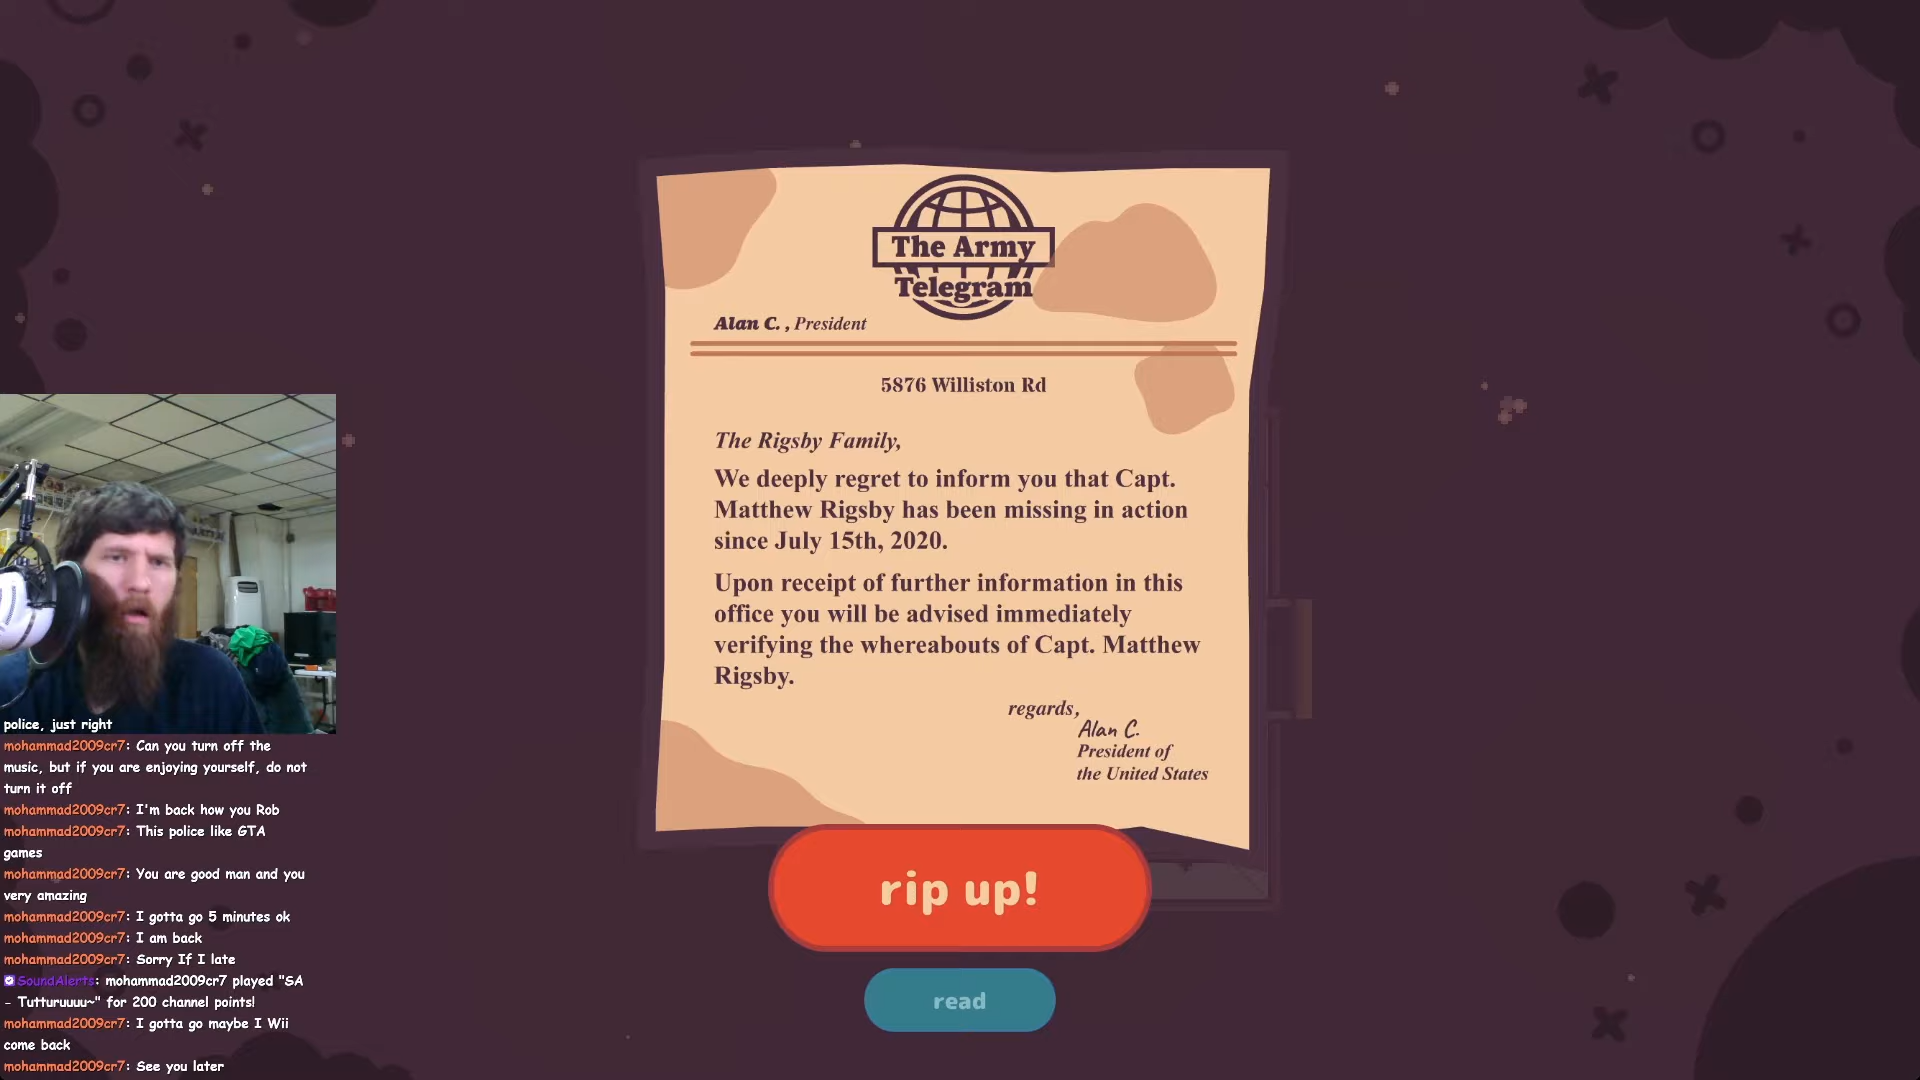 The Army
Telegram
Alan C. , President
5876 Williston Rd
The Rigsby Family,
We deeply regret to inform you that Capt.
Matthew Rigsby has been missing in action
since July 15th, 2020.
Upon receipt of further information in this
office you will be advised immediately
verifying the whereabouts of Capt. Matthew
Rigsby.
regards,
Alan C.
President of
the United States
rip up!
read
police, just right
mohammad2009cr7: Can you turn off the
music, but if you are enjoying yourself, do not
turn it off
mohammad2009cr7: I'm back how you Rob
mohammad2009cr7: This police like GTA
games
mohammad2009cr7: You are good man and you
very amazing
mohammad2009cr7: I gotta go 5 minutes ok
mohammad2009cr7: I am back
mohammad2009cr7: Sorry If I late
SoundAlerts: mohammad2009cr7 played "SA
- Tutturuuuu~" for 200 channel points!
mohammad2009cr7: I gotta go maybe I Wii
come back
mohammad2009cr7: See you later